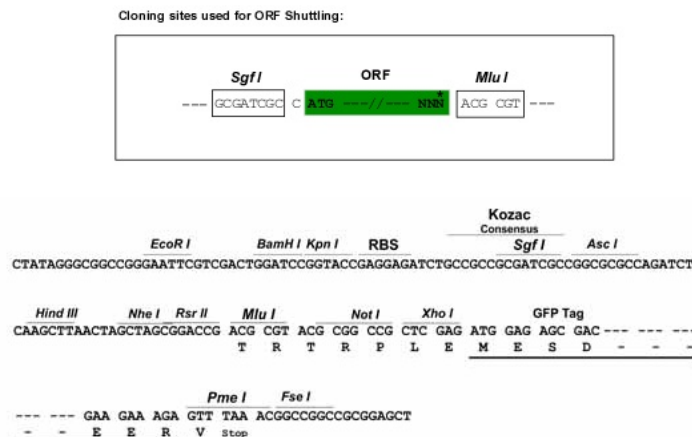 Cloning sites used for ORF Shuttling:
Sgf I ORF Mlu I
--- GCGATCGC C ATG ---//--- NNN* ACG CGT ---
Kozac
Consensus
EcoR I BamH I Kpn I RBS Sgf I Asc I
CTATAGGGCGGCCGGGAATTCGTCGACTGGATCCGGTACCGAGGAGATCTGCCGCCGCGATCGCCGGCGCGCCAGATCT
Hind III Nhe I Rsr II Mlu I Not I Xho I GFP Tag
CAAGCTTAACTAGCTAGCGGACCG ACG CGT ACG CGG CCG CTC GAG ATG GAG AGC GAC --- --- ---
T R T R P L E M E S D - - -
Pme I Fse I
--- --- GAA GAA AGA GTT TAA ACGGCCGGCCGCGGAGCT
- - E E R V Stop